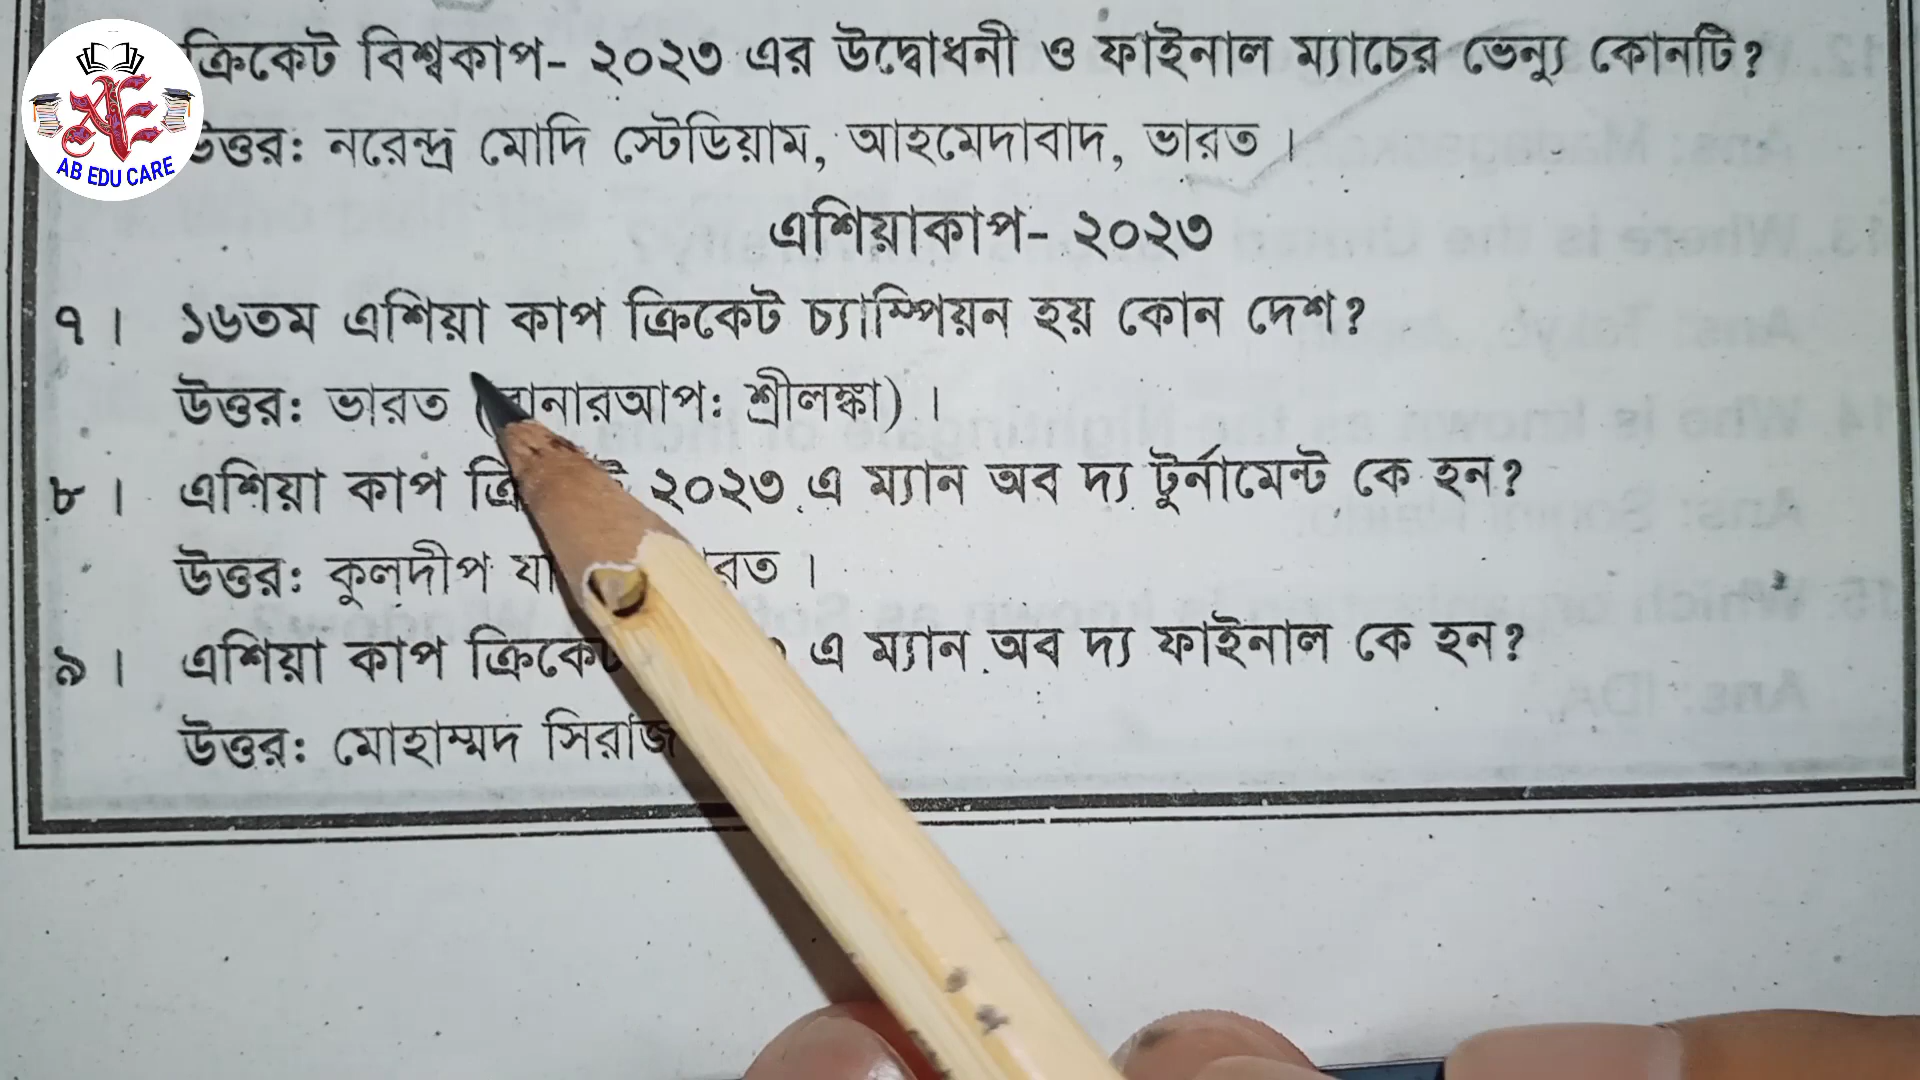 ক্রিকেট বিশ্বকাপ- ২০২৩ এর উদ্বোধনী ও ফাইনাল ম্যাচের ভেন্যু কোনটি?
উত্তর: নরেন্দ্র মোদি স্টেডিয়াম, আহমেদাবাদ, ভারত।
AB EDU CARE
এশিয়াকাপ- ২০২৩
৭। ১৬তম এশিয়া কাপ ক্রিকেট চ্যাম্পিয়ন হয় কোন দেশ?
উত্তর: ভারত (রানারআপ: শ্রীলঙ্কা)।
৮। এশিয়া কাপ ২০২৩ এ ম্যান অব দ্য টুর্নামেন্ট কে হন?
উত্তর: কুলদীপ
৯। এশিয়া কাপ ক্রিকেট এ ম্যান অব দ্য ফাইনাল কে হন?
উত্তর: মোহাম্মদ সিরাজ